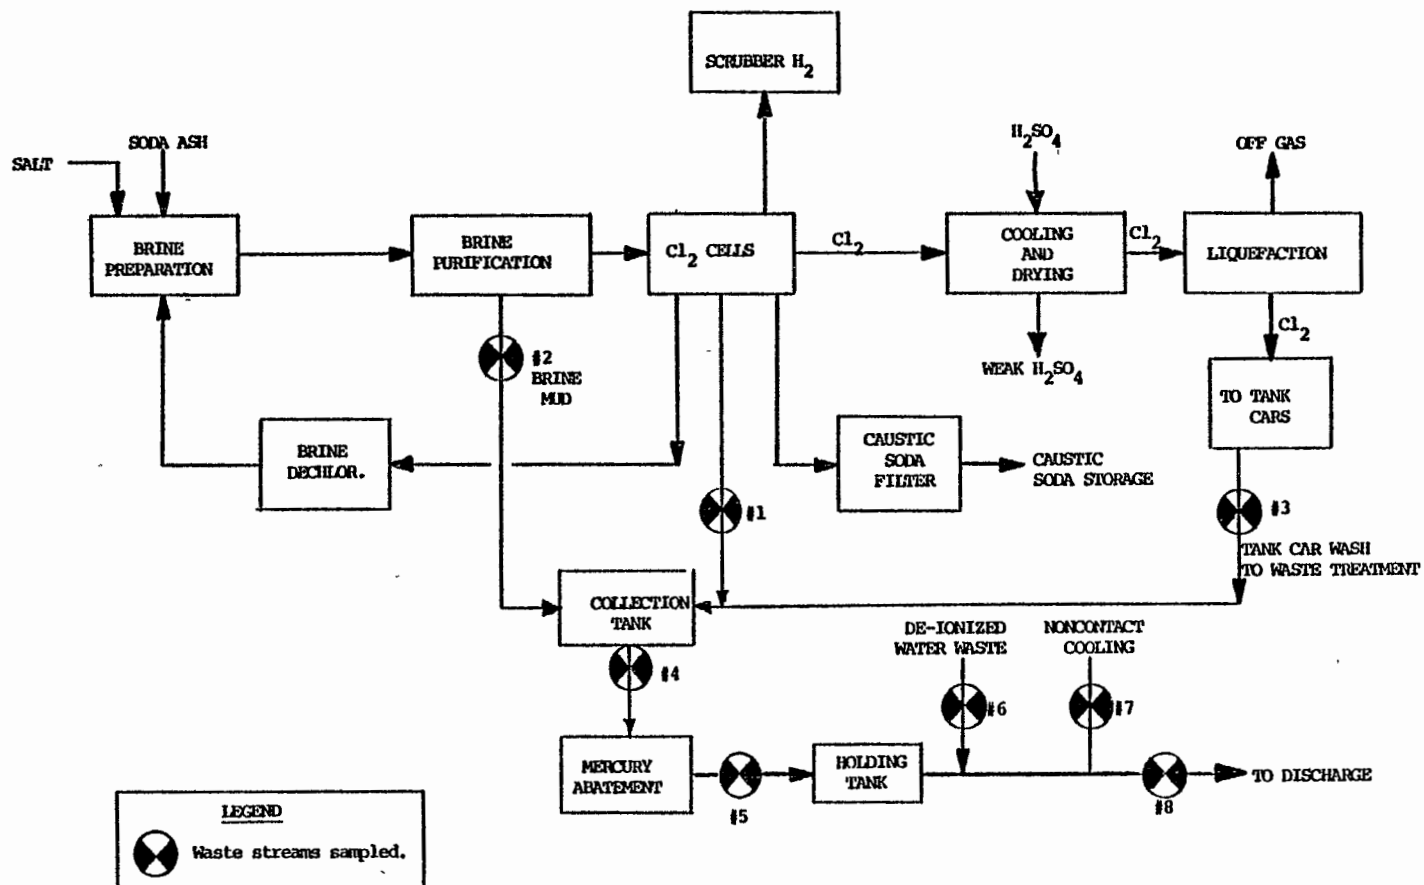 SCRUBBER H2
SODA ASH
SALT
H2SO4
OFF GAS
BRINE
PREPARATION
BRINE
PURIFICATION
Cl2 CELLS
Cl2
COOLING
AND
DRYING
Cl2
LIQUEFACTION
Cl2
#2
BRINE
MUD
WEAK H2SO4
TO TANK
CARS
BRINE
DECHLOR.
CAUSTIC
SODA
FILTER
CAUSTIC
SODA STORAGE
#1
#3
TANK CAR WASH
TO WASTE TREATMENT
COLLECTION
TANK
DE-IONIZED
WATER WASTE
NONCONTACT
COOLING
#4
#6
#7
MERCURY
ABATEMENT
#5
HOLDING
TANK
#8
TO DISCHARGE
LEGEND
Waste streams sampled.